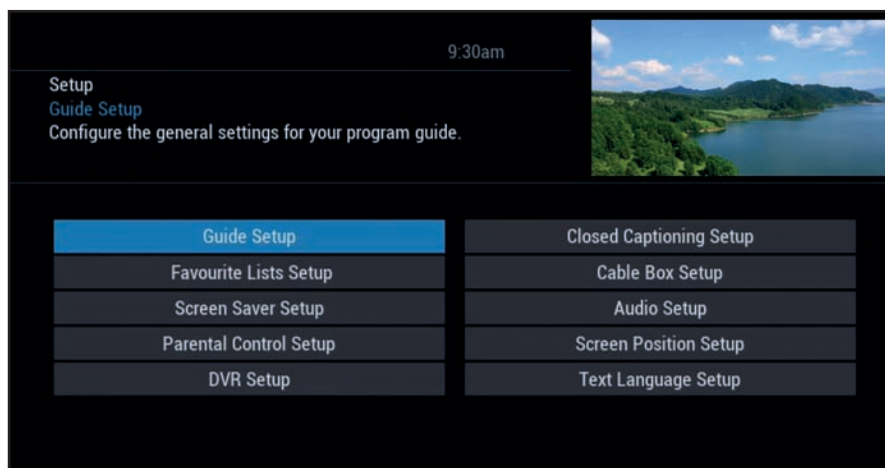 9:30am
Setup
Guide Setup
Configure the general settings for your program guide.
Guide Setup
Favourite Lists Setup
Screen Saver Setup
Parental Control Setup
DVR Setup
Closed Captioning Setup
Cable Box Setup
Audio Setup
Screen Position Setup
Text Language Setup